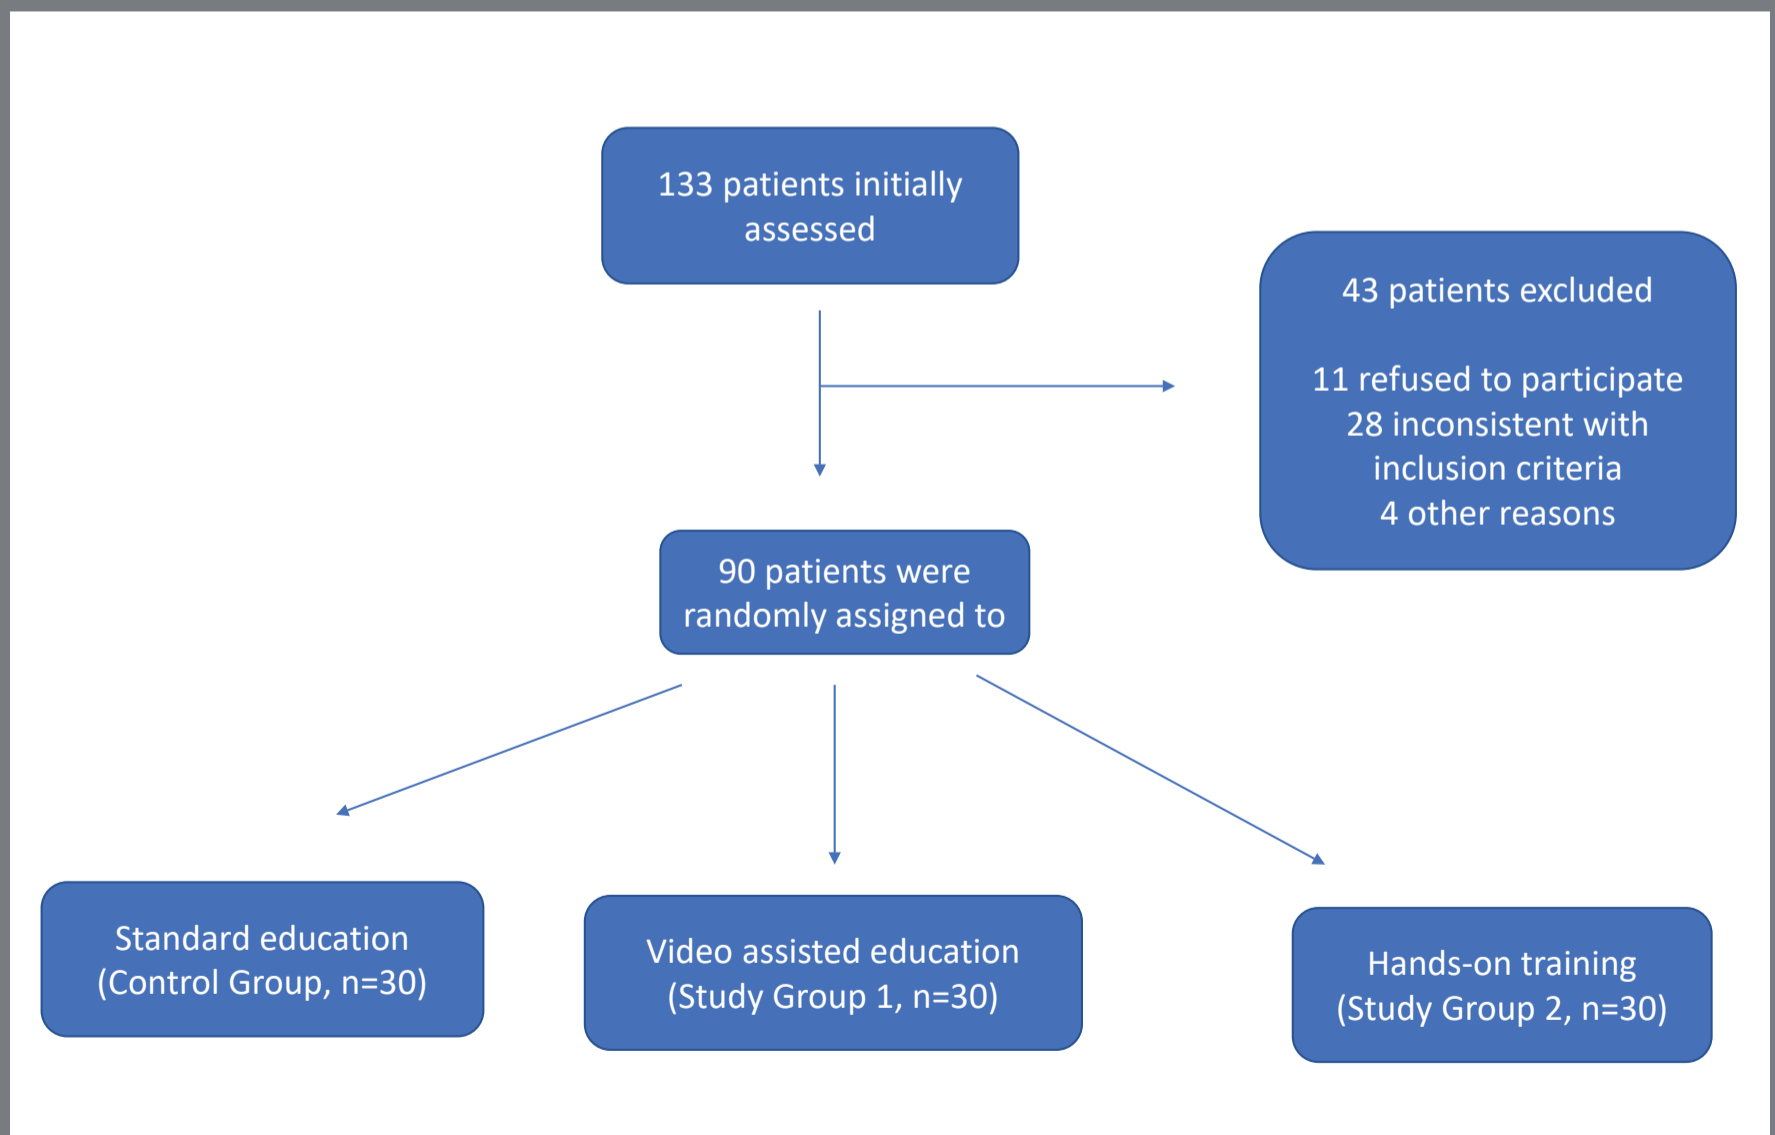 133 patients initially
assessed
43 patients excluded
11 refused to participate
28 inconsistent with
inclusion criteria
4 other reasons
90 patients were
randomly assigned to
Standard education
(Control Group, n=30)
Video assisted education
(Study Group 1, n=30)
Hands-on training
(Study Group 2, n=30)